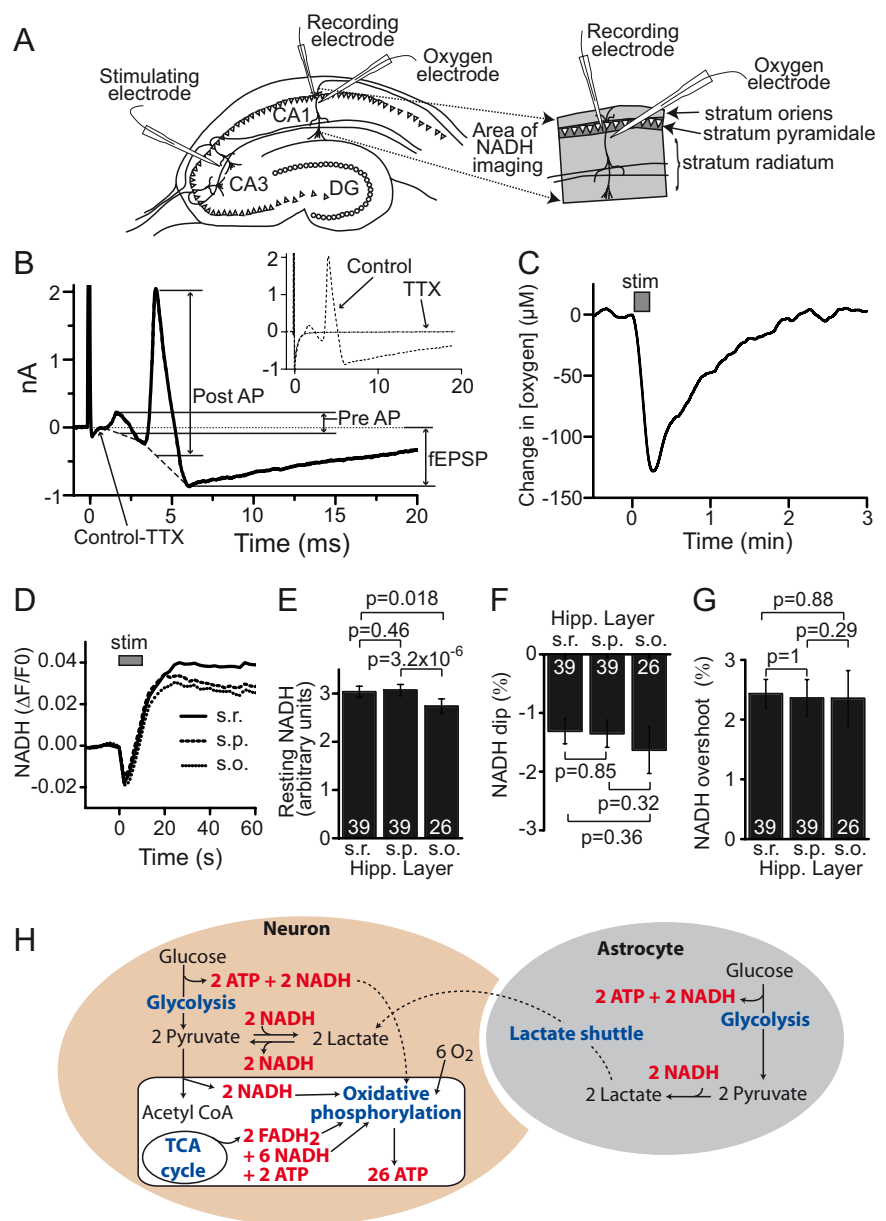 A
Recording
electrode
Oxygen
electrode
Stimulating
electrode
CA1
CA3
DG
Area of
NADH
imaging
Recording
electrode
Oxygen
electrode
stratum oriens
stratum pyramidale
stratum radiatum
B
nA
2
1
0
-1
0
5
10
15
20
Time (ms)
Post AP
Pre AP
fEPSP
Control-TTX
2
1
0
-1
0
10
20
Control
TTX
C
stim
Change in
[oxygen] (µM)
0
-50
-100
-150
0
1
2
3
Time (min)
D
stim
NADH (ΔF/F0)
0.04
0.00
-0.02
s.r.
s.p.
s.o.
0
20
40
60
Time (s)
E
p=0.018
p=0.46
p=3.2x10-6
Resting NADH
(arbitrary units)
3
2
1
0
39
39
26
s.r.
s.p.
s.o.
Hipp. Layer
F
Hipp. Layer
s.r.
s.p.
s.o.
39
39
26
NADH dip (%)
0
-1
-2
-3
p=0.85
p=0.32
p=0.36
G
p=0.88
p=0.29
p=1
NADH overshoot (%)
3
2
1
0
39
39
26
s.r.
s.p.
s.o.
Hipp. Layer
H
Neuron
Glucose
2 ATP + 2 NADH
Glycolysis
2 NADH
2 Pyruvate
2 Lactate
2 NADH
6 O2
2 NADH
Oxidative
phosphorylation
Acetyl CoA
TCA
cycle
2 FADH2
+ 6 NADH
+ 2 ATP
26 ATP
Astrocyte
Glucose
2 ATP + 2 NADH
Glycolysis
Lactate shuttle
2 NADH
2 Lactate
2 Pyruvate